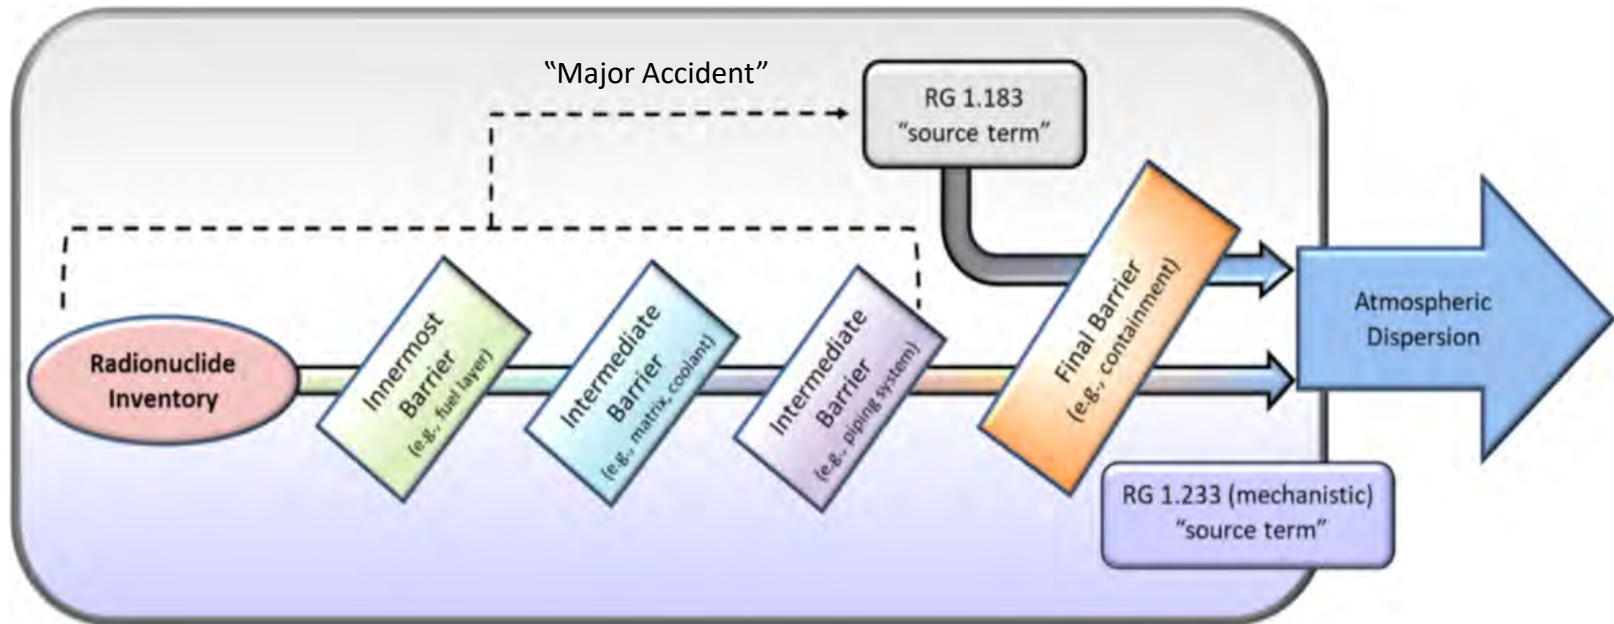 “Major Accident”
RG 1.183
“source term”
Radionuclide
Inventory
Innermost
Barrier
(e.g., fuel layer)
Intermediate
Barrier
(e.g., matrix, coolant)
Intermediate
Barrier
(e.g., piping system)
Final Barrier
(e.g., containment)
Atmospheric
Dispersion
RG 1.233 (mechanistic)
“source term”